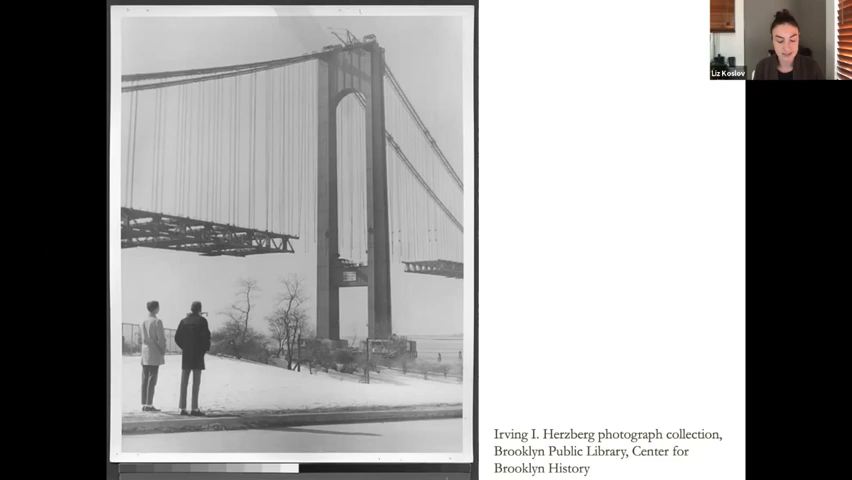 Liz Koslov
Irving I. Herzberg photograph collection,
Brooklyn Public Library, Center for
Brooklyn History